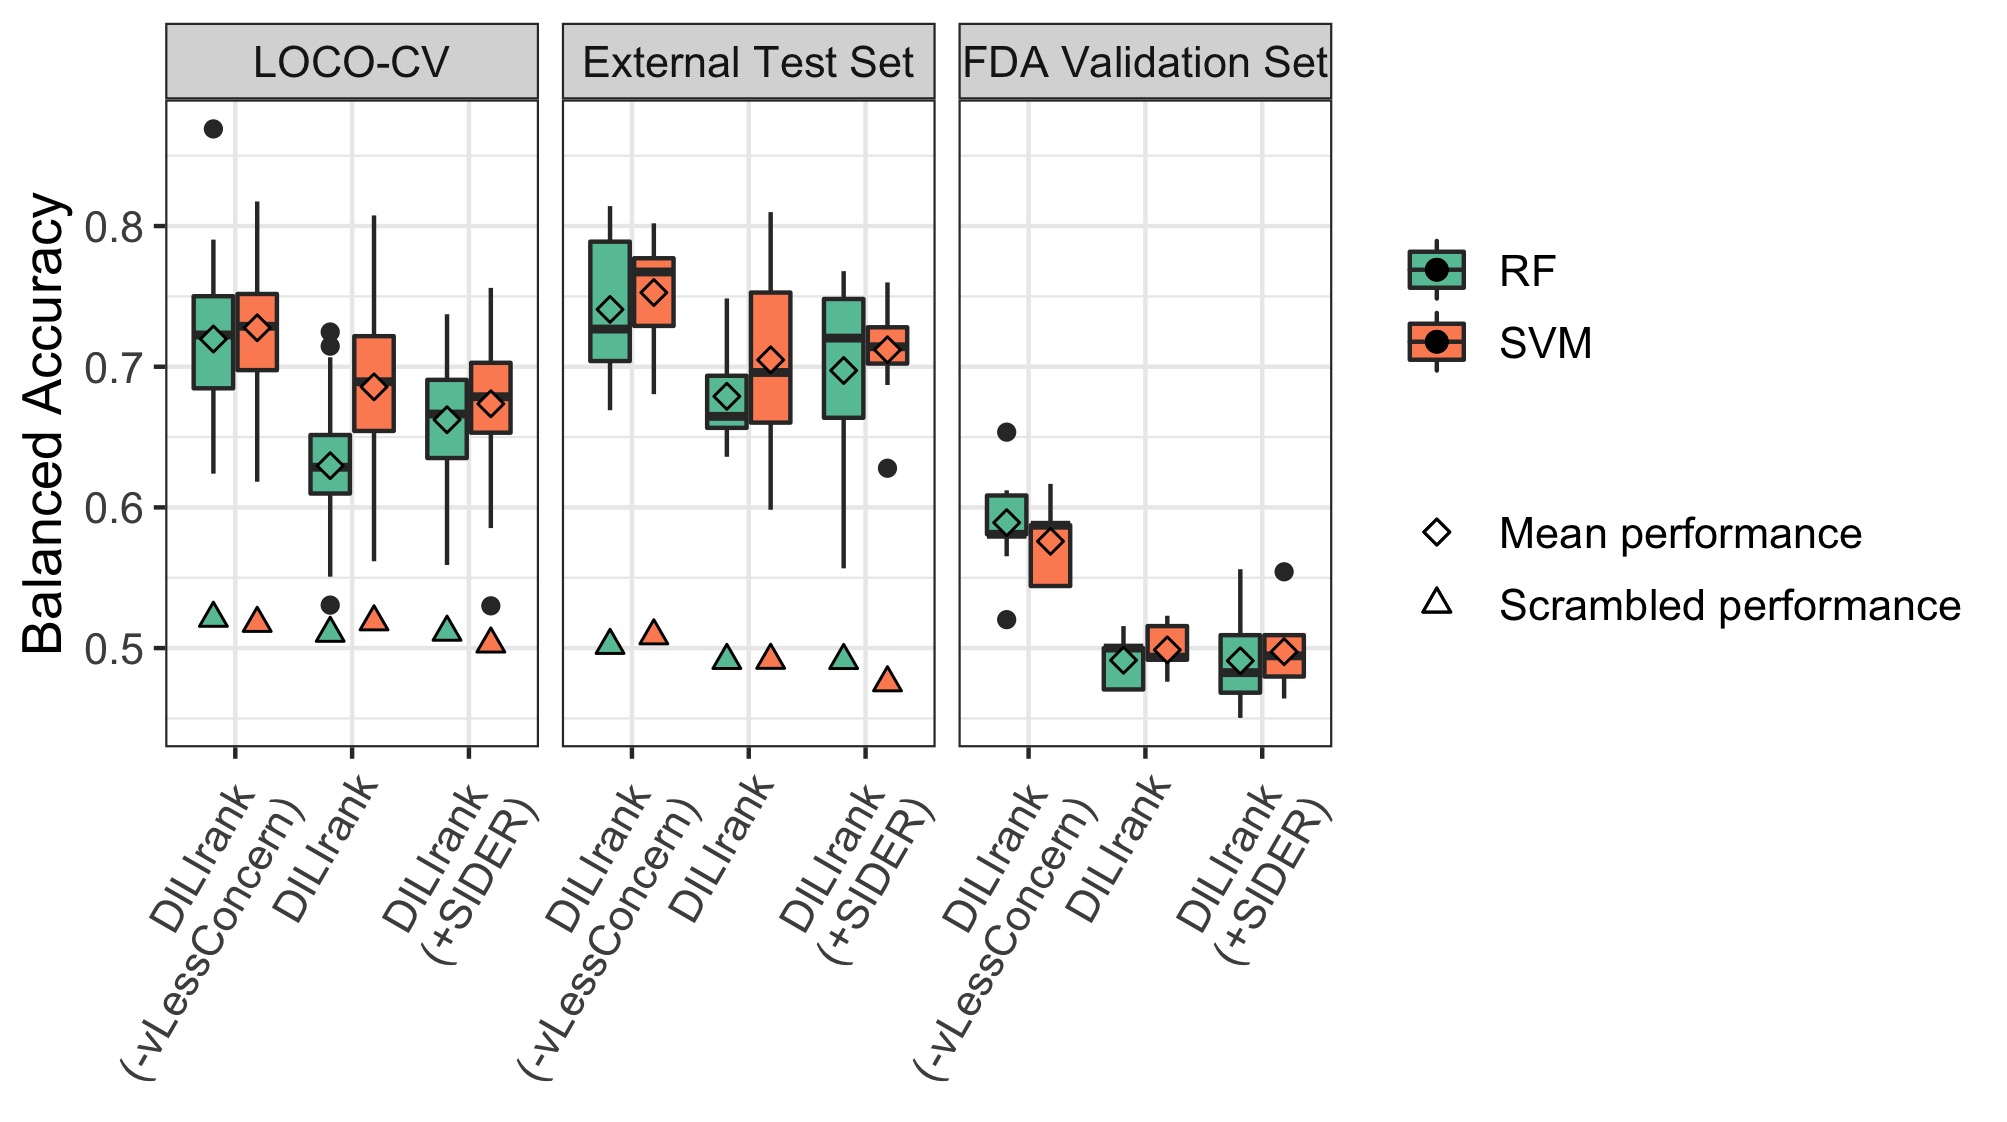 LOCO-CV
External Test Set
FDA Validation Set
Balanced Accuracy
0.8
0.7
0.6
0.5
DILIrank
(-vLessConcern)
DILIrank
DILIrank
(+SIDER)
DILIrank
(-vLessConcern)
DILIrank
DILIrank
(+SIDER)
DILIrank
(-vLessConcern)
DILIrank
DILIrank
(+SIDER)
RF
SVM
Mean performance
Scrambled performance